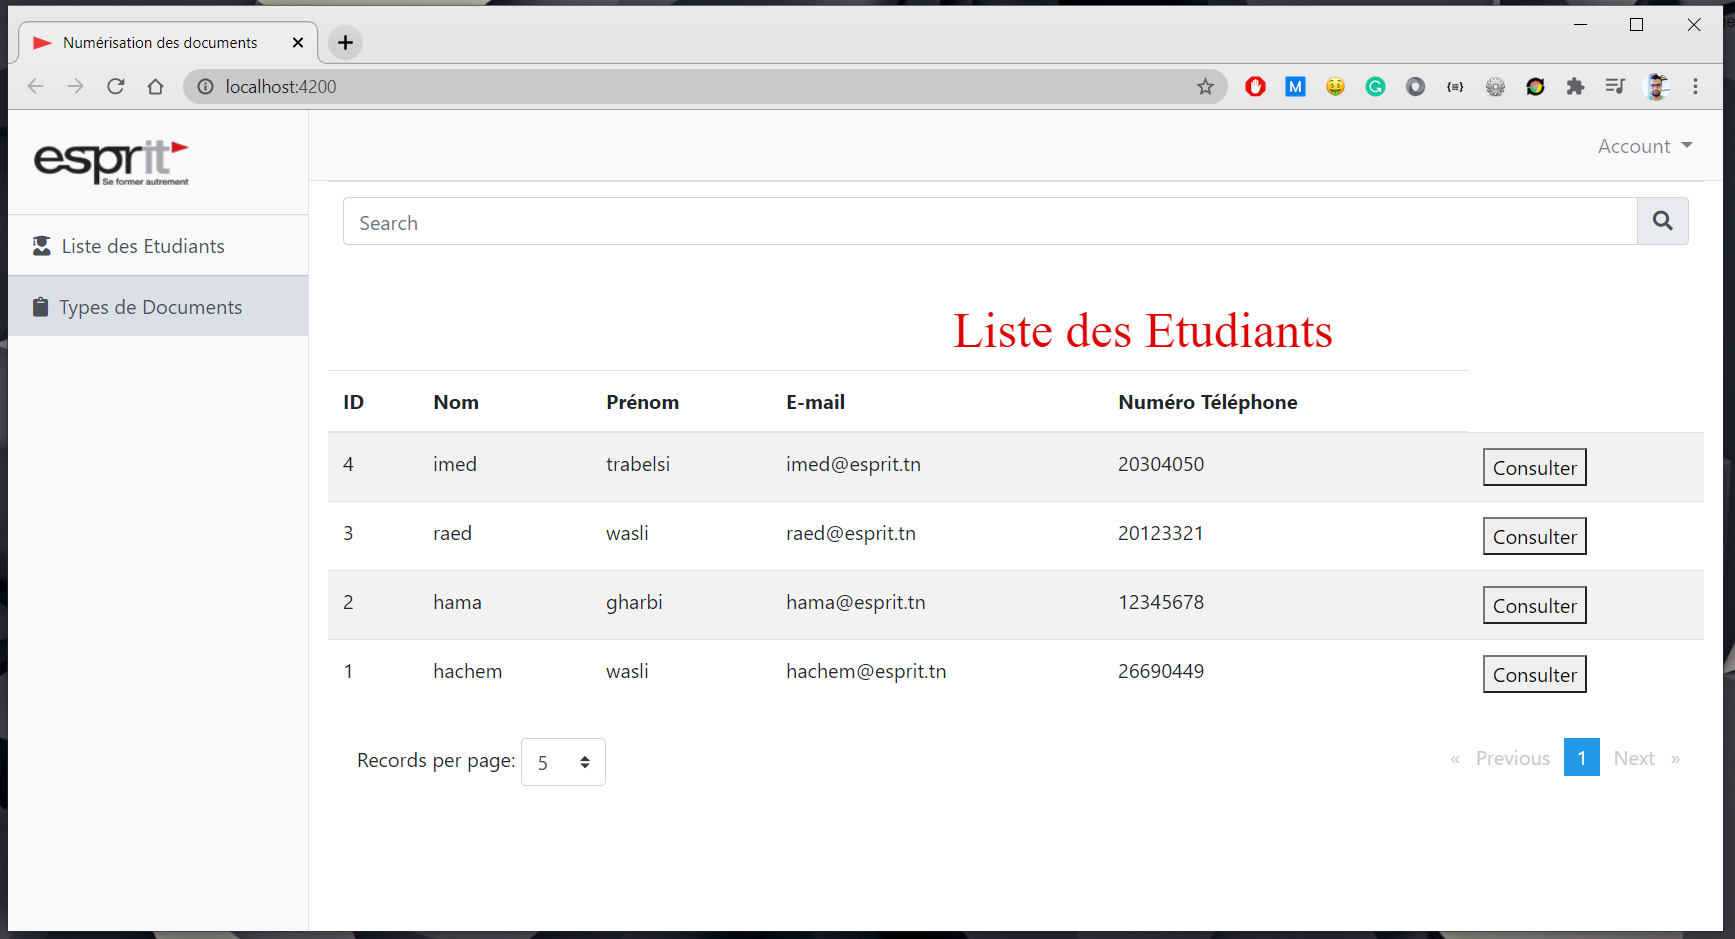 Numérisation des documents
localhost:4200
esprit
Se former autrement
Account
Search
Liste des Etudiants
Types de Documents
Liste des Etudiants
ID Nom Prénom E-mail Numéro Téléphone
4 imed trabelsi imed@esprit.tn 20304050 Consulter
3 raed wasli raed@esprit.tn 20123321 Consulter
2 hama gharbi hama@esprit.tn 12345678 Consulter
1 hachem wasli hachem@esprit.tn 26690449 Consulter
Records per page: 5 « Previous 1 Next »